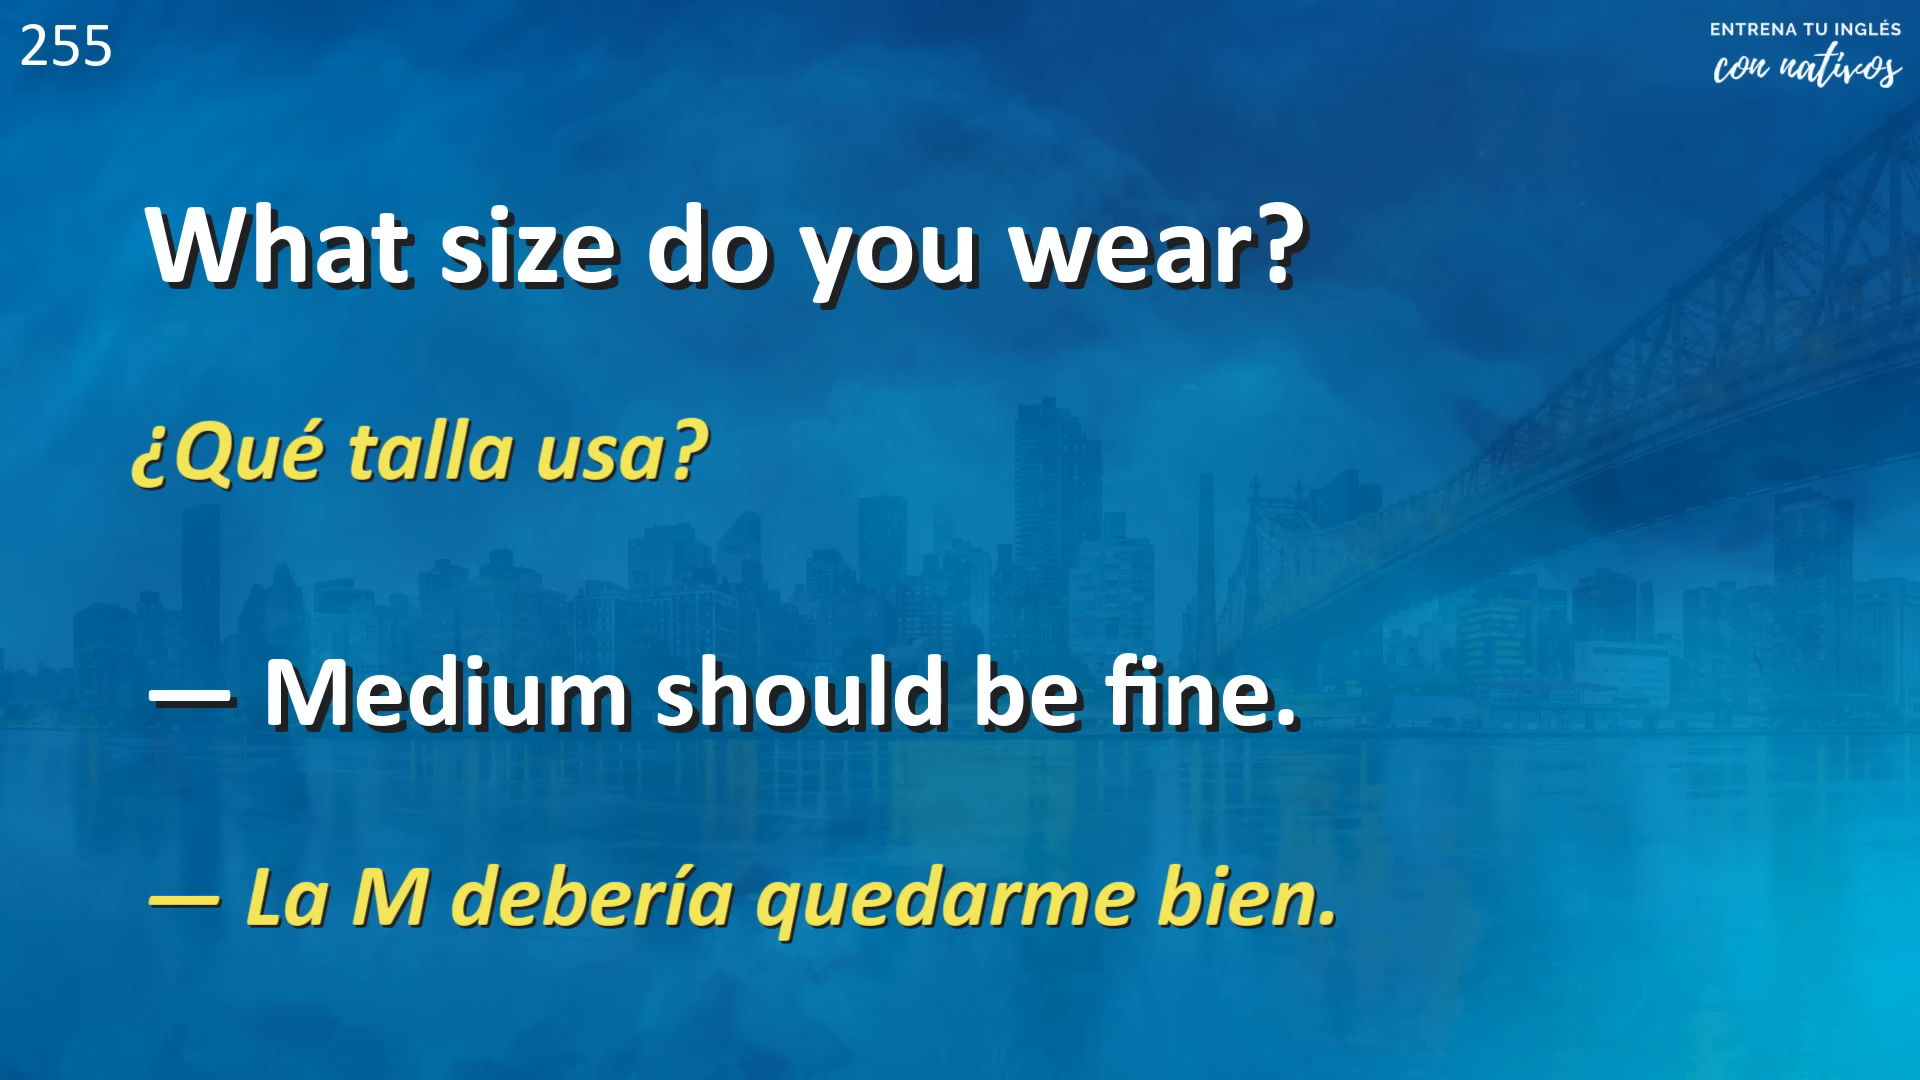 255
ENTRENA TU INGLÉS
con nativos
What size do you wear?
¿Qué talla usa?
— Medium should be fine.
— La M debería quedarme bien.